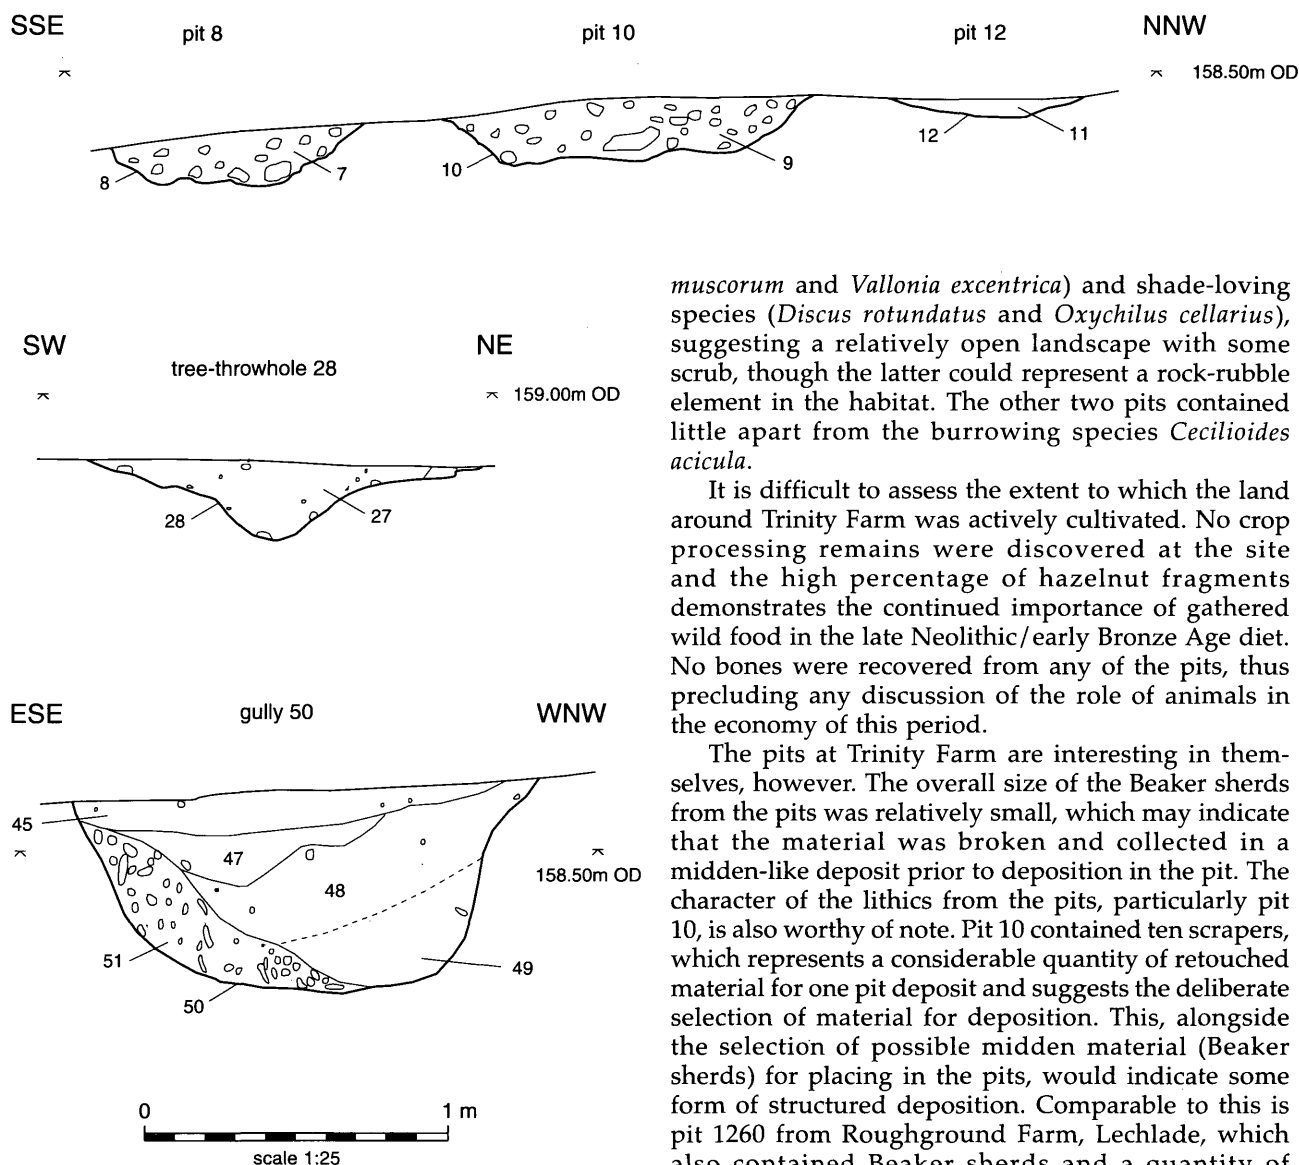 SSE pit 8 pit 10 pit 12 NNW
158.50m OD
8 7 10 9 12 11
SW tree-throwhole 28 NE
159.00m OD
28 27
ESE gully 50 WNW
45
47
48
158.50m OD
51
49
50
0 1 m
scale 1:25
muscorum and Vallonia excentrica) and shade-loving
species (Discus rotundatus and Oxychilus cellarius),
suggesting a relatively open landscape with some
scrub, though the latter could represent a rock-rubble
element in the habitat. The other two pits contained
little apart from the burrowing species Cecilioides
acicula.
It is difficult to assess the extent to which the land
around Trinity Farm was actively cultivated. No crop
processing remains were discovered at the site
and the high percentage of hazelnut fragments
demonstrates the continued importance of gathered
wild food in the late Neolithic/early Bronze Age diet.
No bones were recovered from any of the pits, thus
precluding any discussion of the role of animals in
the economy of this period.
The pits at Trinity Farm are interesting in them-
selves, however. The overall size of the Beaker sherds
from the pits was relatively small, which may indicate
that the material was broken and collected in a
midden-like deposit prior to deposition in the pit. The
character of the lithics from the pits, particularly pit
10, is also worthy of note. Pit 10 contained ten scrapers,
which represents a considerable quantity of retouched
material for one pit deposit and suggests the deliberate
selection of material for deposition. This, alongside
the selection of possible midden material (Beaker
sherds) for placing in the pits, would indicate some
form of structured deposition. Comparable to this is
pit 1260 from Roughground Farm, Lechlade, which
also contained Beaker sherds and a quantity of